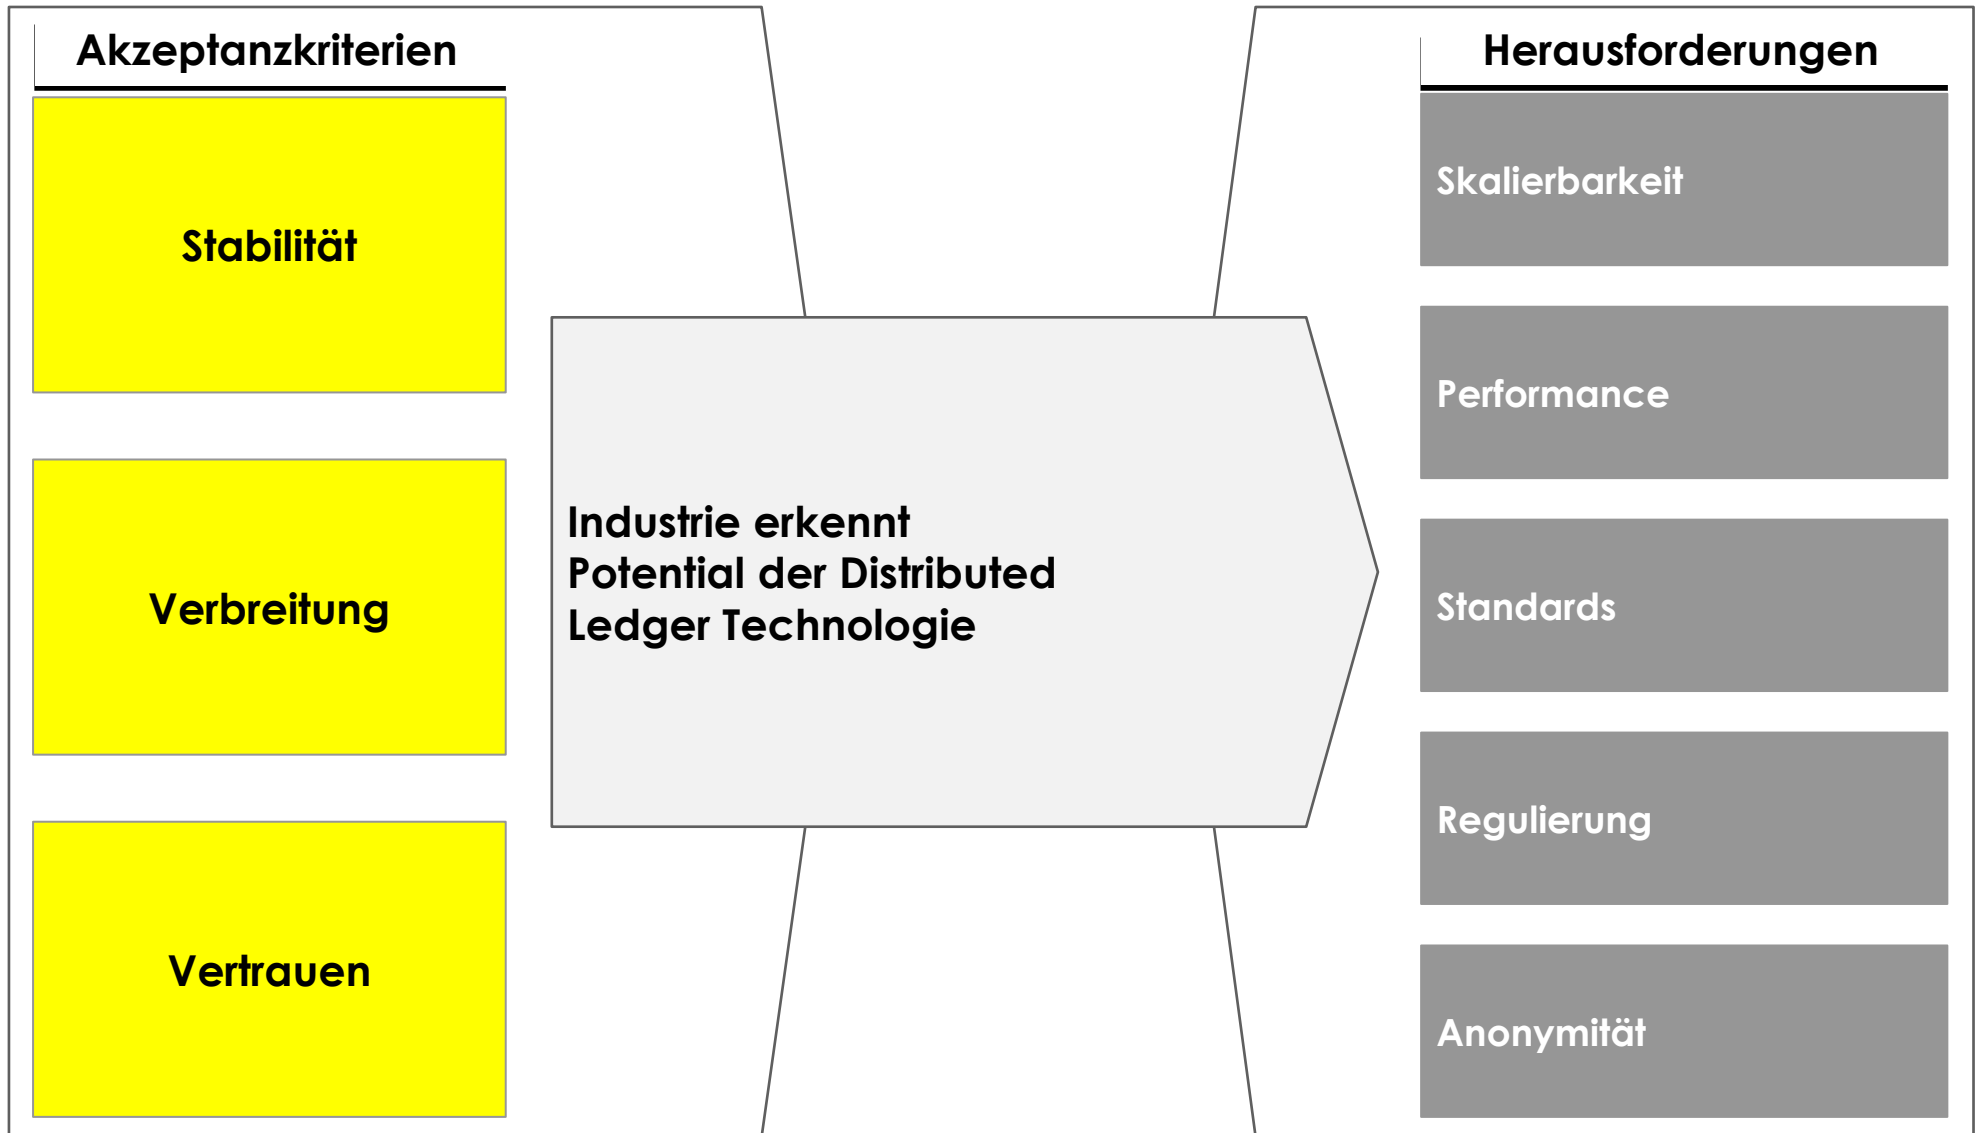 Akzeptanzkriterien
Stabilität
Verbreitung
Vertrauen
Industrie erkennt
Potential der Distributed
Ledger Technologie
Herausforderungen
Skalierbarkeit
Performance
Standards
Regulierung
Anonymität